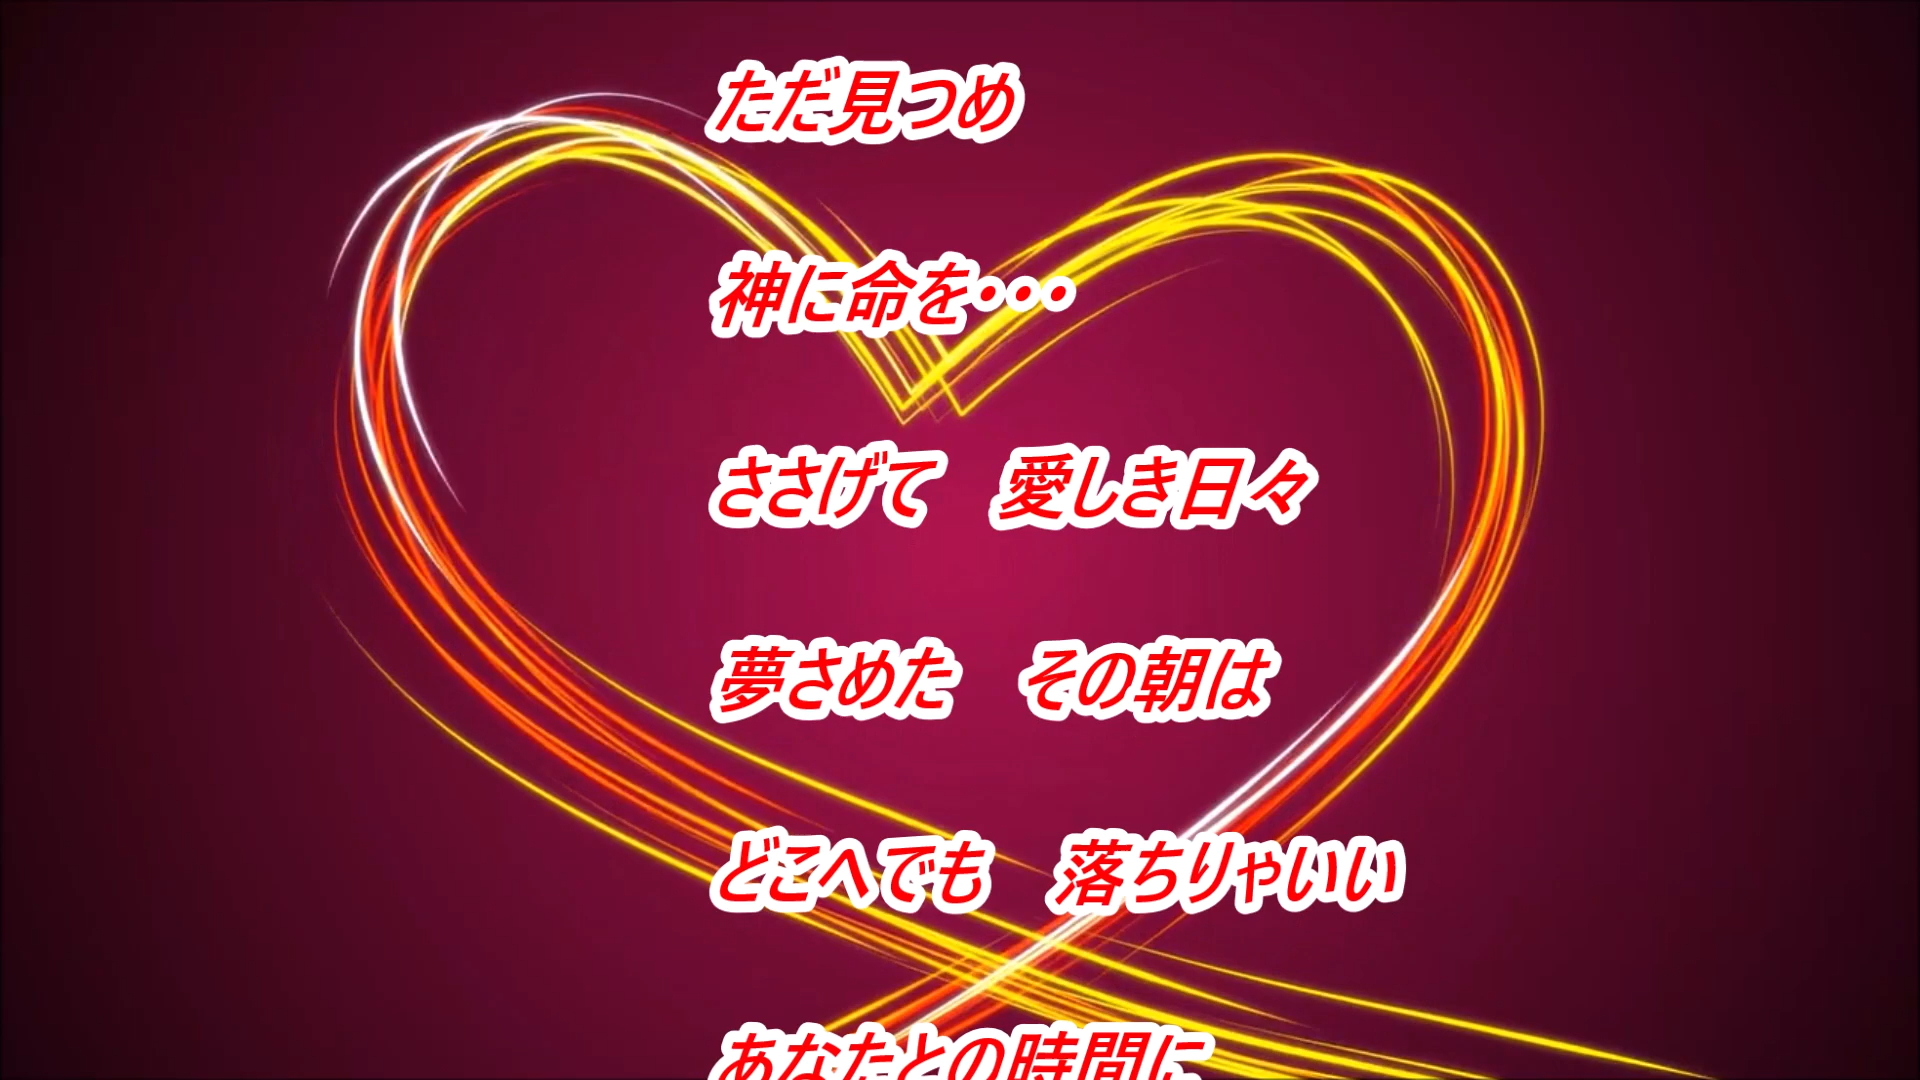 ただ見つめ
神に命を・・・
ささげて　愛しき日々
夢さめた　その朝は
どこへでも　落ちりゃいい
あなたとの時間に